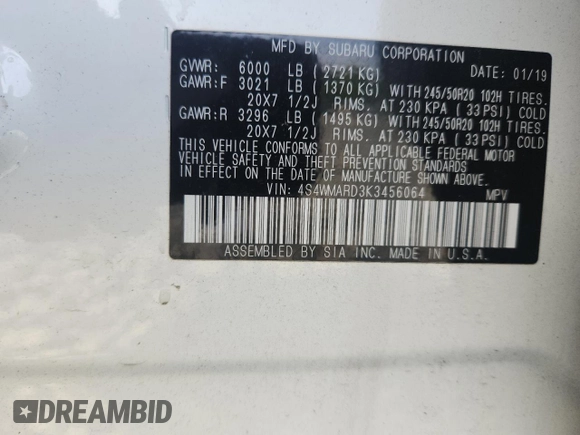 MFD BY SUBARU CORPORATION
GVWR: 6000 LB ( 2721 KG) DATE: 01/19
GAWR:F 3021 LB ( 1370 KG) WITH 245/50R20 102H TIRES.
20X7 1/2J RIMS. AT 230 KPA ( 33 PSI) COLD
GAWR:R 3296 LB ( 1495 KG) WITH 245/50R20 102H TIRES.
20X7 1/2J RIMS. AT 230 KPA ( 33 PSI) COLD
THIS VEHICLE CONFORMS TO ALL APPLICABLE FEDERAL MOTOR
VEHICLE SAFETY AND THEFT PREVENTION STANDARDS
IN EFFECT ON THE DATE OF MANUFACTURE SHOWN ABOVE.
VIN: 4S4WMARD3K3456064 MPV
ASSEMBLED BY SIA INC. MADE IN U.S.A.
DREAMBID